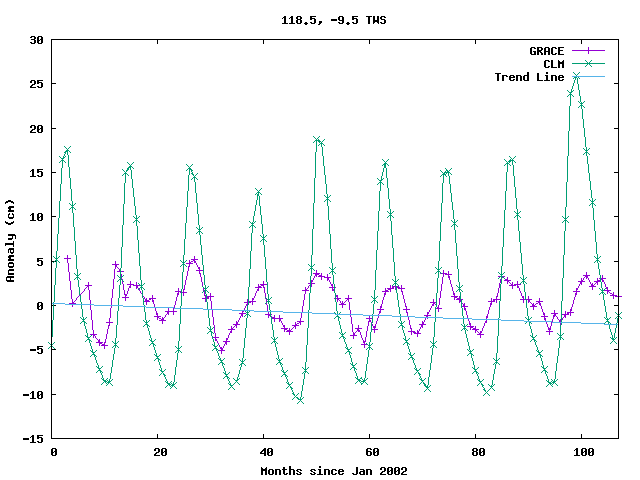 118.5, -9.5 TWS
GRACE
CLM
Trend Line
30
25
20
15
10
5
0
-5
-10
-15
Anomaly (cm)
0 20 40 60 80 100
Months since Jan 2002